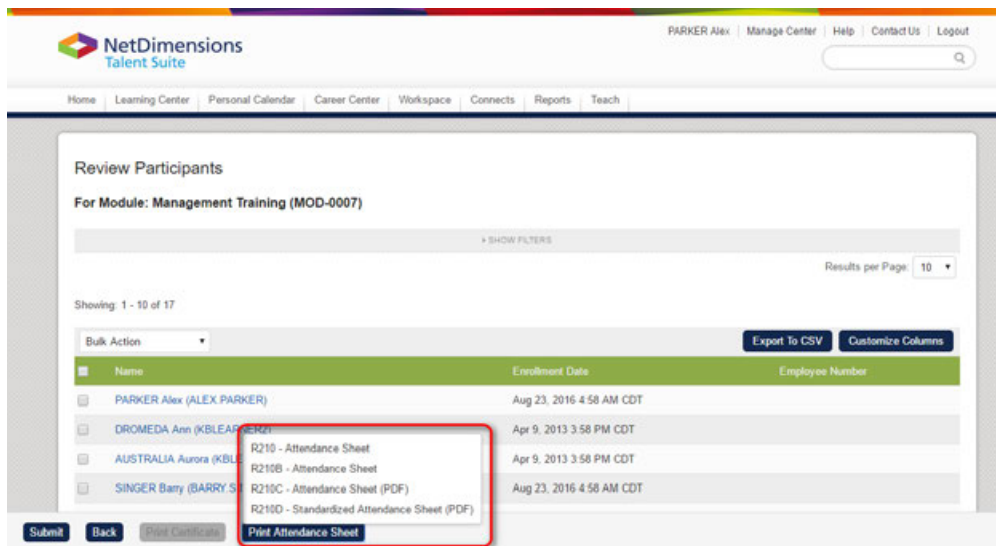 PARKER Alex | Manage Center | Help | Contact Us | Logout
NetDimensions
Talent Suite
Home Learning Center Personal Calendar Career Center Workspace Connects Reports Teach
Review Participants
For Module: Management Training (MOD-0007)
SHOW FILTERS
Results per Page: 10
Showing: 1 - 10 of 17
Bulk Action Export To CSV Customize Columns
Name Enrollment Date Employee Number
PARKER Alex (ALEX.PARKER) Aug 23, 2016 4:58 AM CDT
DROMEDA Ann (KBLEARNER2) Apr 9, 2013 3:58 PM CDT
AUSTRALIA Aurora (KBLE Apr 9, 2013 3:58 PM CDT
SINGER Barry (BARRY.S Aug 23, 2016 4:58 AM CDT
R210 - Attendance Sheet
R210B - Attendance Sheet
R210C - Attendance Sheet (PDF)
R210D - Standardized Attendance Sheet (PDF)
Submit Back Print Certificate Print Attendance Sheet